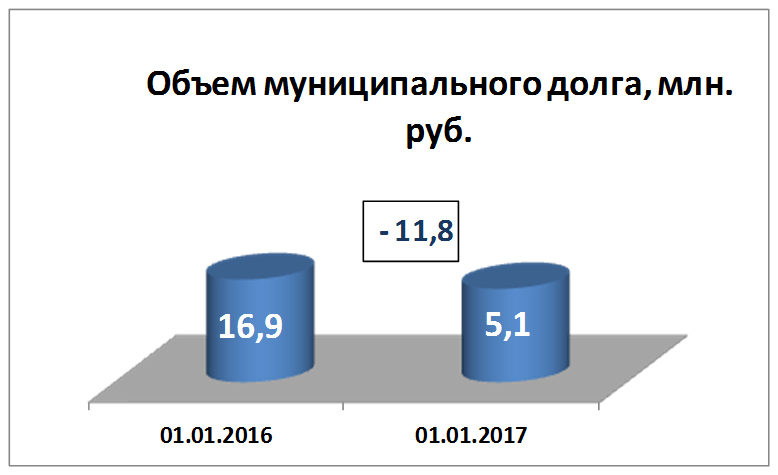 Объем муниципального долга, млн.
руб.
- 11,8
16,9
5,1
01.01.2016
01.01.2017